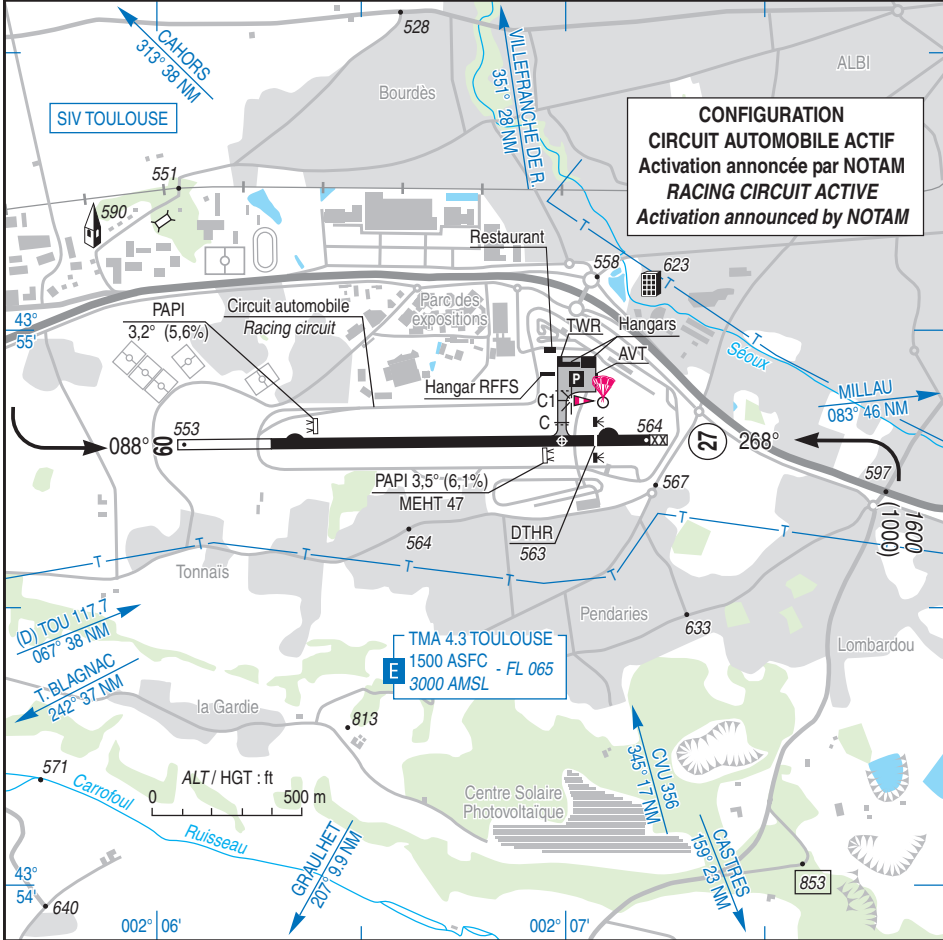 528
CAHORS
313° 38 NM
VILLEFRANCHE DE R.
351° 28 NM
ALBI
Bourdès
SIV TOULOUSE
CONFIGURATION
CIRCUIT AUTOMOBILE ACTIF
Activation annoncée par NOTAM
RACING CIRCUIT ACTIVE
Activation announced by NOTAM
551
590
Restaurant
558
623
T
43°
55'
PAPI
3,2° (5,6%)
Circuit automobile
Racing circuit
Parc des
expositions
TWR
Hangars
AVT
T
Séoux
T
Hangar RFFS
P
C1
C
MILLAU
083° 46 NM
088°
09
553
564
XX
27
268°
PAPI 3,5° (6,1%)
MEHT 47
567
597
1600
(1000)
564
DTHR
563
T
T
T
T
T
T
T
Tonnaïs
Pendaries
633
Lombardou
(D) TOU 117.7
067° 38 NM
T. BLAGNAC
242° 37 NM
E
TMA 4.3 TOULOUSE
1500 ASFC
3000 AMSL
- FL 065
la Gardie
813
571
Carrofoul
Ruisseau
ALT / HGT : ft
0
500 m
Centre Solaire
Photovoltaïque
CVU 356
345° 17 NM
CASTRES
159° 23 NM
GRAULHET
207° 9.9 NM
853
43°
54'
640
002° 06'
002° 07'